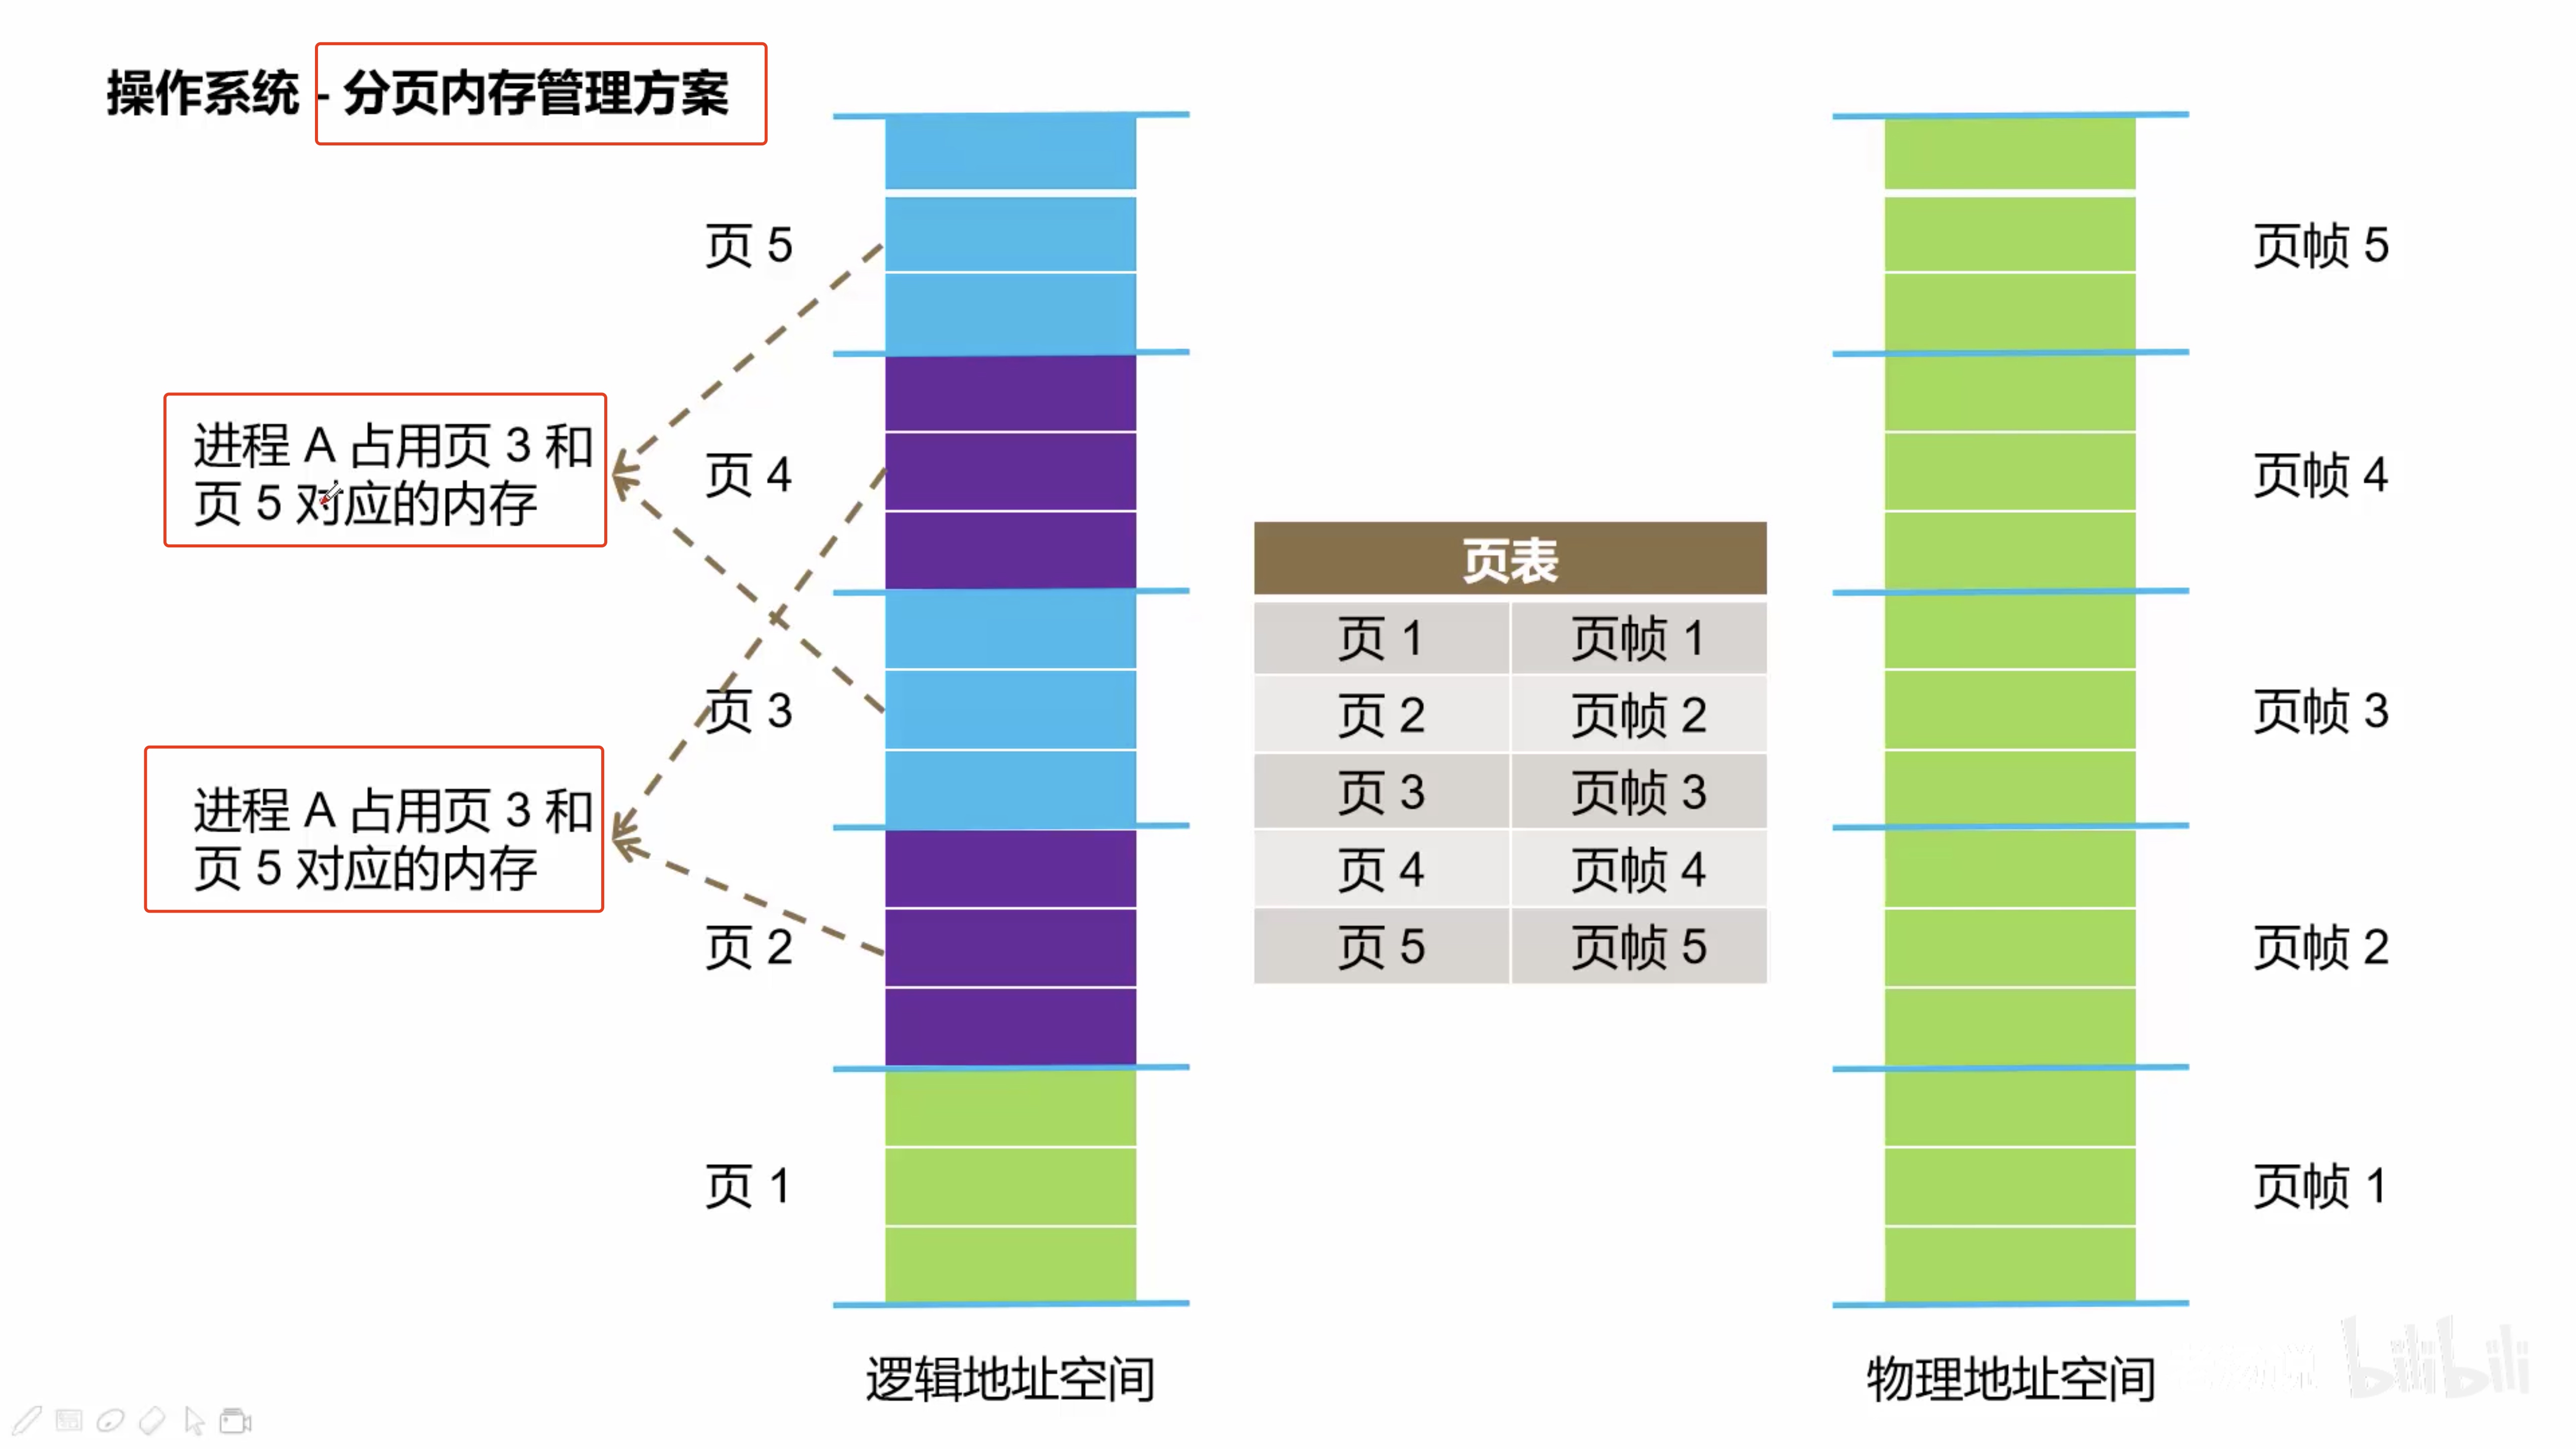 操作系统 - 分页内存管理方案
页 5
页帧 5
进程 A 占用页 3 和
页 5 对应的内存
页 4
页帧 4
页表
页 1 页帧 1
页 2 页帧 2
页 3 页帧 3
页 4 页帧 4
页 5 页帧 5
页 3
页帧 3
进程 A 占用页 3 和
页 5 对应的内存
页 2
页帧 2
页 1
页帧 1
逻辑地址空间
物理地址空间
bilibili